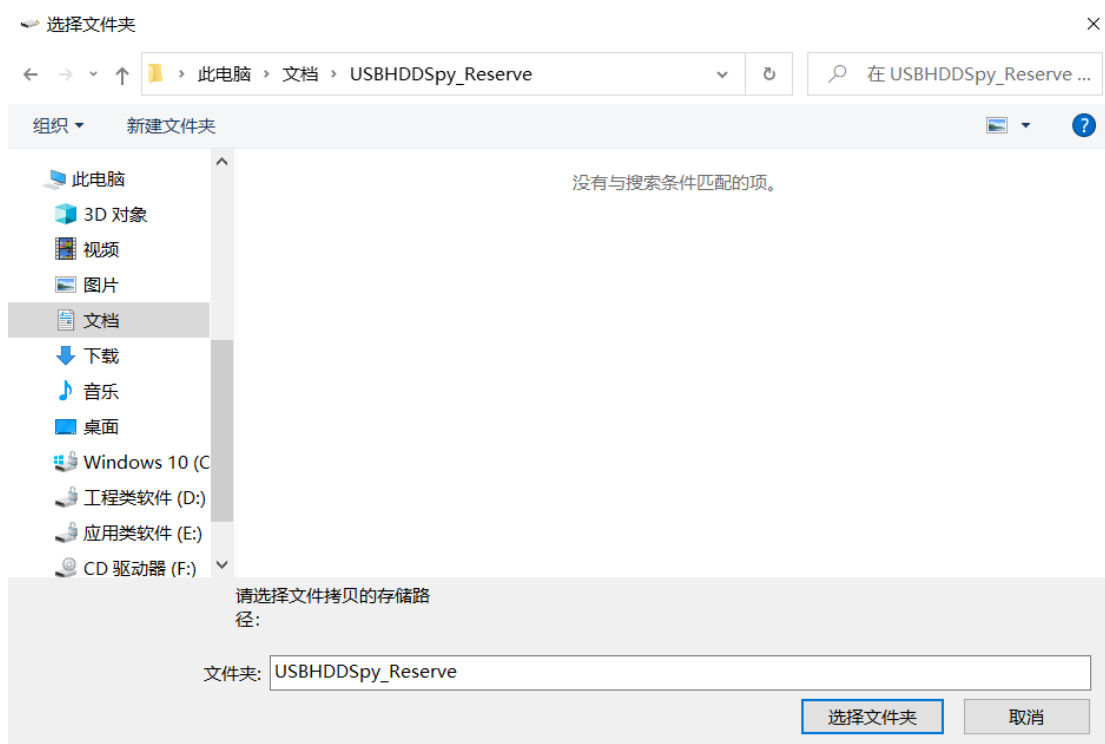 选择文件夹
此电脑 › 文档 › USBHDDSpy_Reserve
在 USBHDDSpy_Reserve ...
组织 新建文件夹
没有与搜索条件匹配的项。
此电脑
3D 对象
视频
图片
文档
下载
音乐
桌面
Windows 10 (C
工程类软件 (D:)
应用类软件 (E:)
CD 驱动器 (F:)
请选择文件拷贝的存储路
径:
文件夹: USBHDDSpy_Reserve
选择文件夹 取消